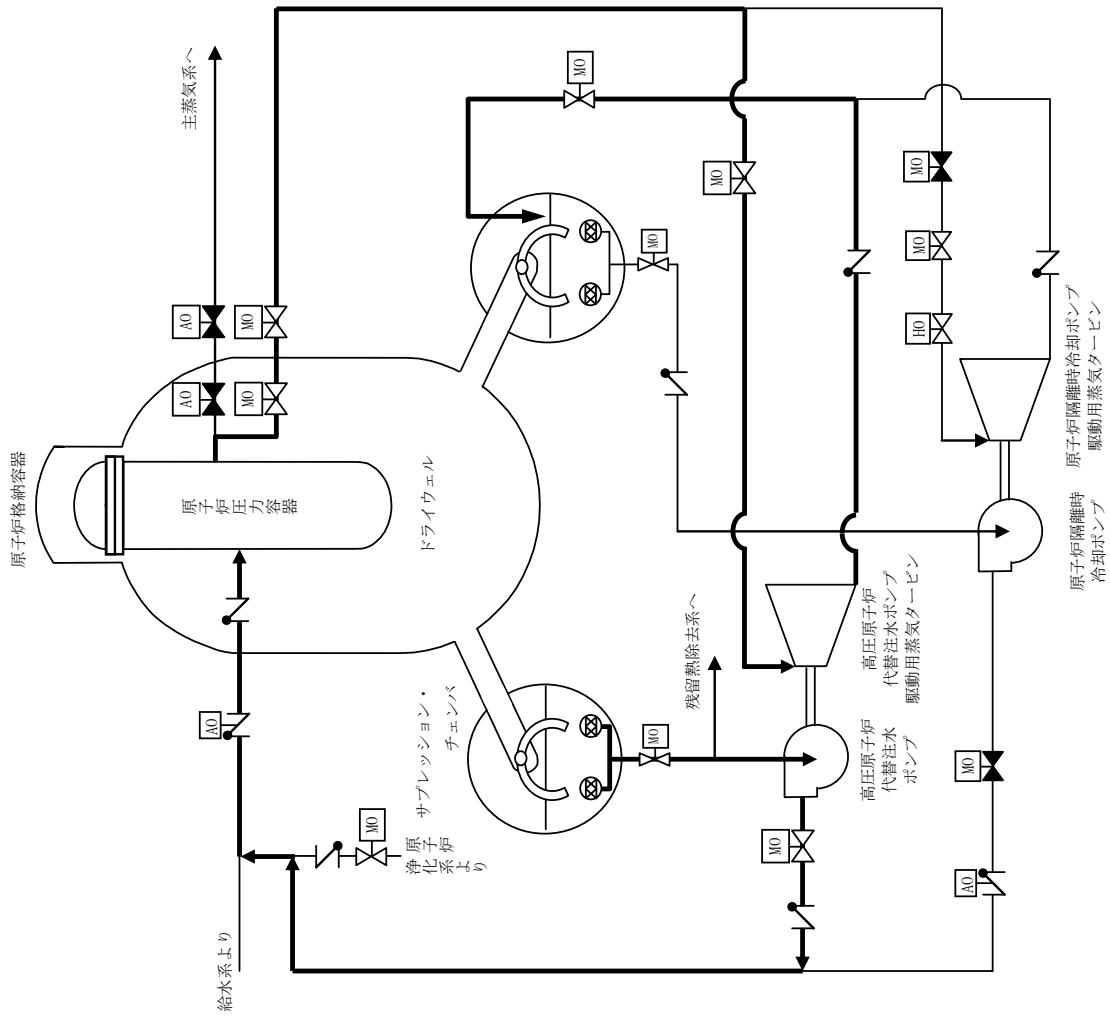 原子炉格納容器
原子炉
圧力容器
ドライウェル
主蒸気系へ
AO
AO
MO
MO
MO
MO
MO
MO
HO
MO
サプレッション・
チェンバ
MO
残留熱除去系へ
高圧原子炉
代替注水
ポンプ
高圧原子炉
代替注水ポンプ
駆動用蒸気タービン
原子炉隔離時
冷却ポンプ
原子炉隔離時冷却ポンプ
駆動用蒸気タービン
AO
MO
原子炉
浄化系
より
給水系より
MO
MO
AO